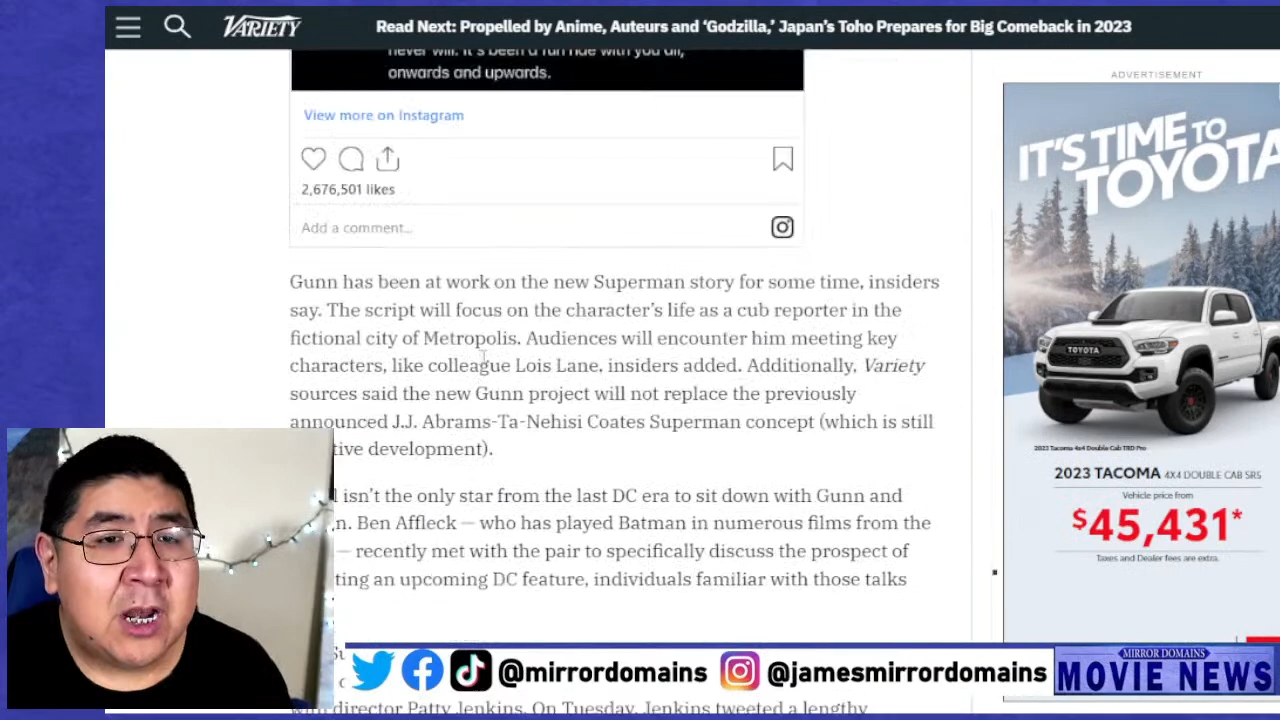 VARIETY
Read Next: Propelled by Anime, Auteurs and ‘Godzilla,’ Japan’s Toho Prepares for Big Comeback in 2023
never will. It's been a fun ride with you all,
onwards and upwards.
View more on Instagram
2,676,501 likes
Add a comment...
Gunn has been at work on the new Superman story for some time, insiders
say. The script will focus on the character’s life as a cub reporter in the
fictional city of Metropolis. Audiences will encounter him meeting key
characters, like colleague Lois Lane, insiders added. Additionally, Variety
sources said the new Gunn project will not replace the previously
announced J.J. Abrams-Ta-Nehisi Coates Superman concept (which is still
tive development).
isn’t the only star from the last DC era to sit down with Gunn and
n. Ben Affleck — who has played Batman in numerous films from the
— recently met with the pair to specifically discuss the prospect of
ting an upcoming DC feature, individuals familiar with those talks
director Patty Jenkins. On Tuesday, Jenkins tweeted a lengthy
ADVERTISEMENT
IT'S TIME TO
TOYOTA
TOYOTA
2023 Tacoma 4x4 Double Cab TRD Pro
2023 TACOMA 4X4 DOUBLE CAB SR5
Vehicle price from
$45,431*
Taxes and Dealer fees are extra.
@mirrordomains
@jamesmirrordomains
MIRROR DOMAINS
MOVIE NEWS